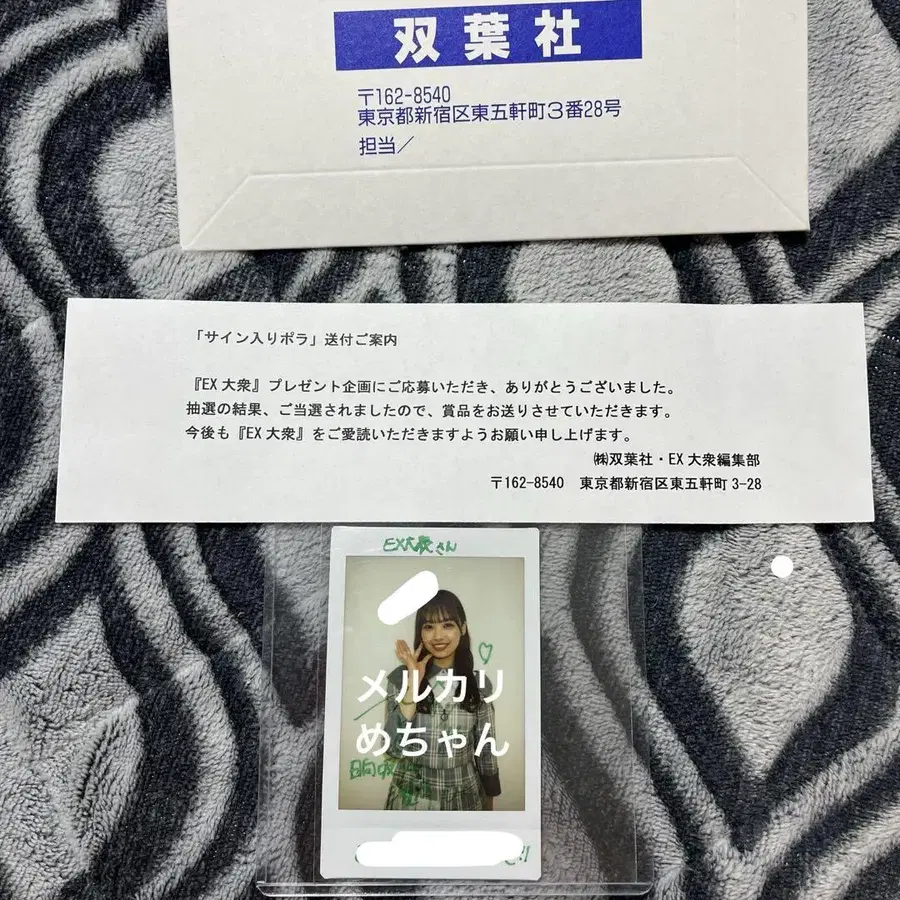 双葉社
〒162-8540
東京都新宿区東五軒町3番28号
担当／
「サイン入りポラ」送付ご案内
『EX大衆』プレゼント企画にご応募いただき、ありがとうございました。
抽選の結果、ご当選されましたので、賞品をお送りさせていただきます。
今後も『EX大衆』をご愛読いただきますようお願い申し上げます。
㈱双葉社・EX大衆編集部
〒162-8540　東京都新宿区東五軒町3-28
EX大衆さん
メルカリ
めちゃん
日向坂